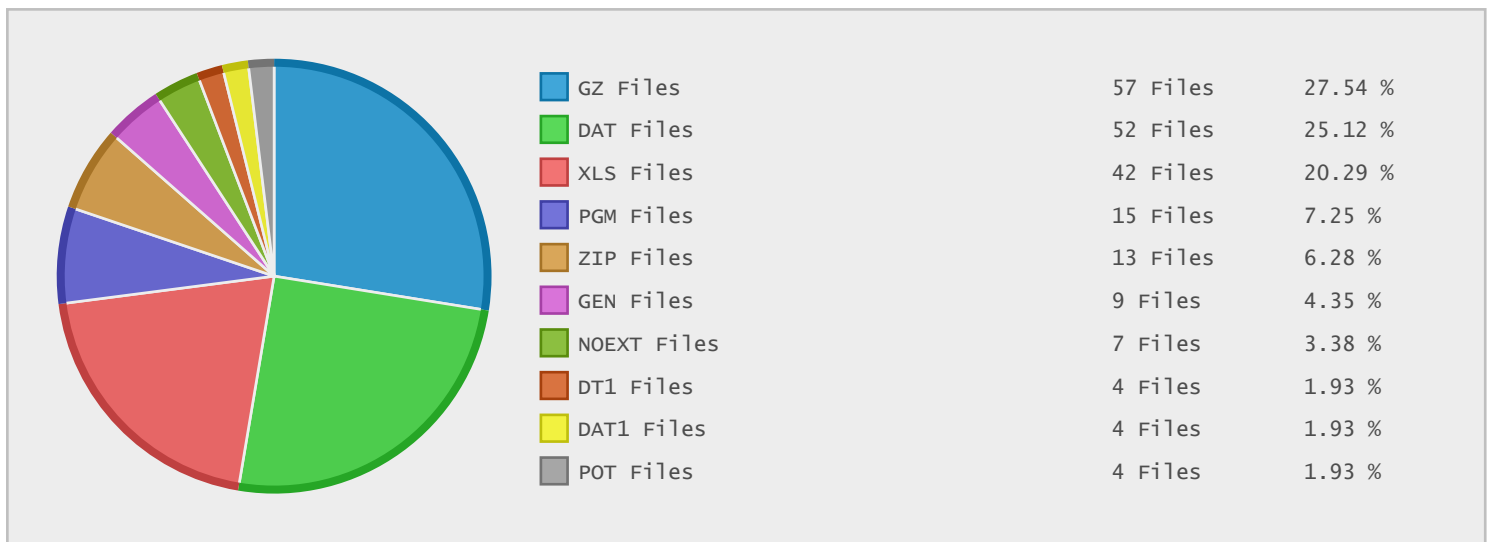 GZ Files 57 Files 27.54 %
DAT Files 52 Files 25.12 %
XLS Files 42 Files 20.29 %
PGM Files 15 Files 7.25 %
ZIP Files 13 Files 6.28 %
GEN Files 9 Files 4.35 %
NOEXT Files 7 Files 3.38 %
DT1 Files 4 Files 1.93 %
DAT1 Files 4 Files 1.93 %
POT Files 4 Files 1.93 %